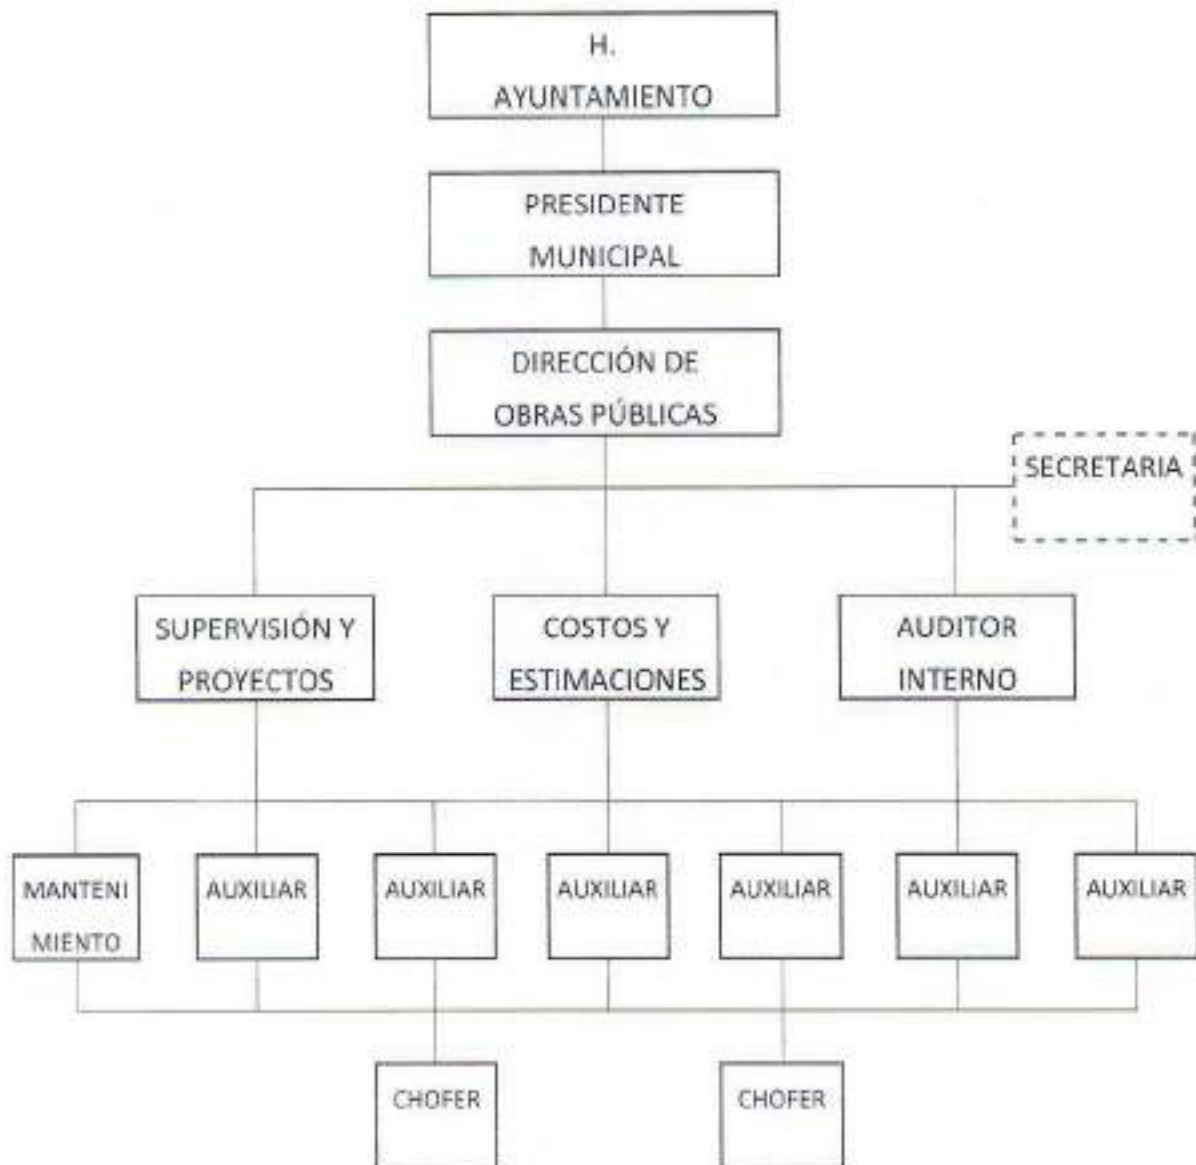 H.
AYUNTAMIENTO
PRESIDENTE
MUNICIPAL
DIRECCIÓN DE
OBRAS PÚBLICAS
SECRETARIA
SUPERVISIÓN Y
PROYECTOS
COSTOS Y
ESTIMACIONES
AUDITOR
INTERNO
MANTENI
MIENTO
AUXILIAR
AUXILIAR
AUXILIAR
AUXILIAR
AUXILIAR
AUXILIAR
CHOFER
CHOFER